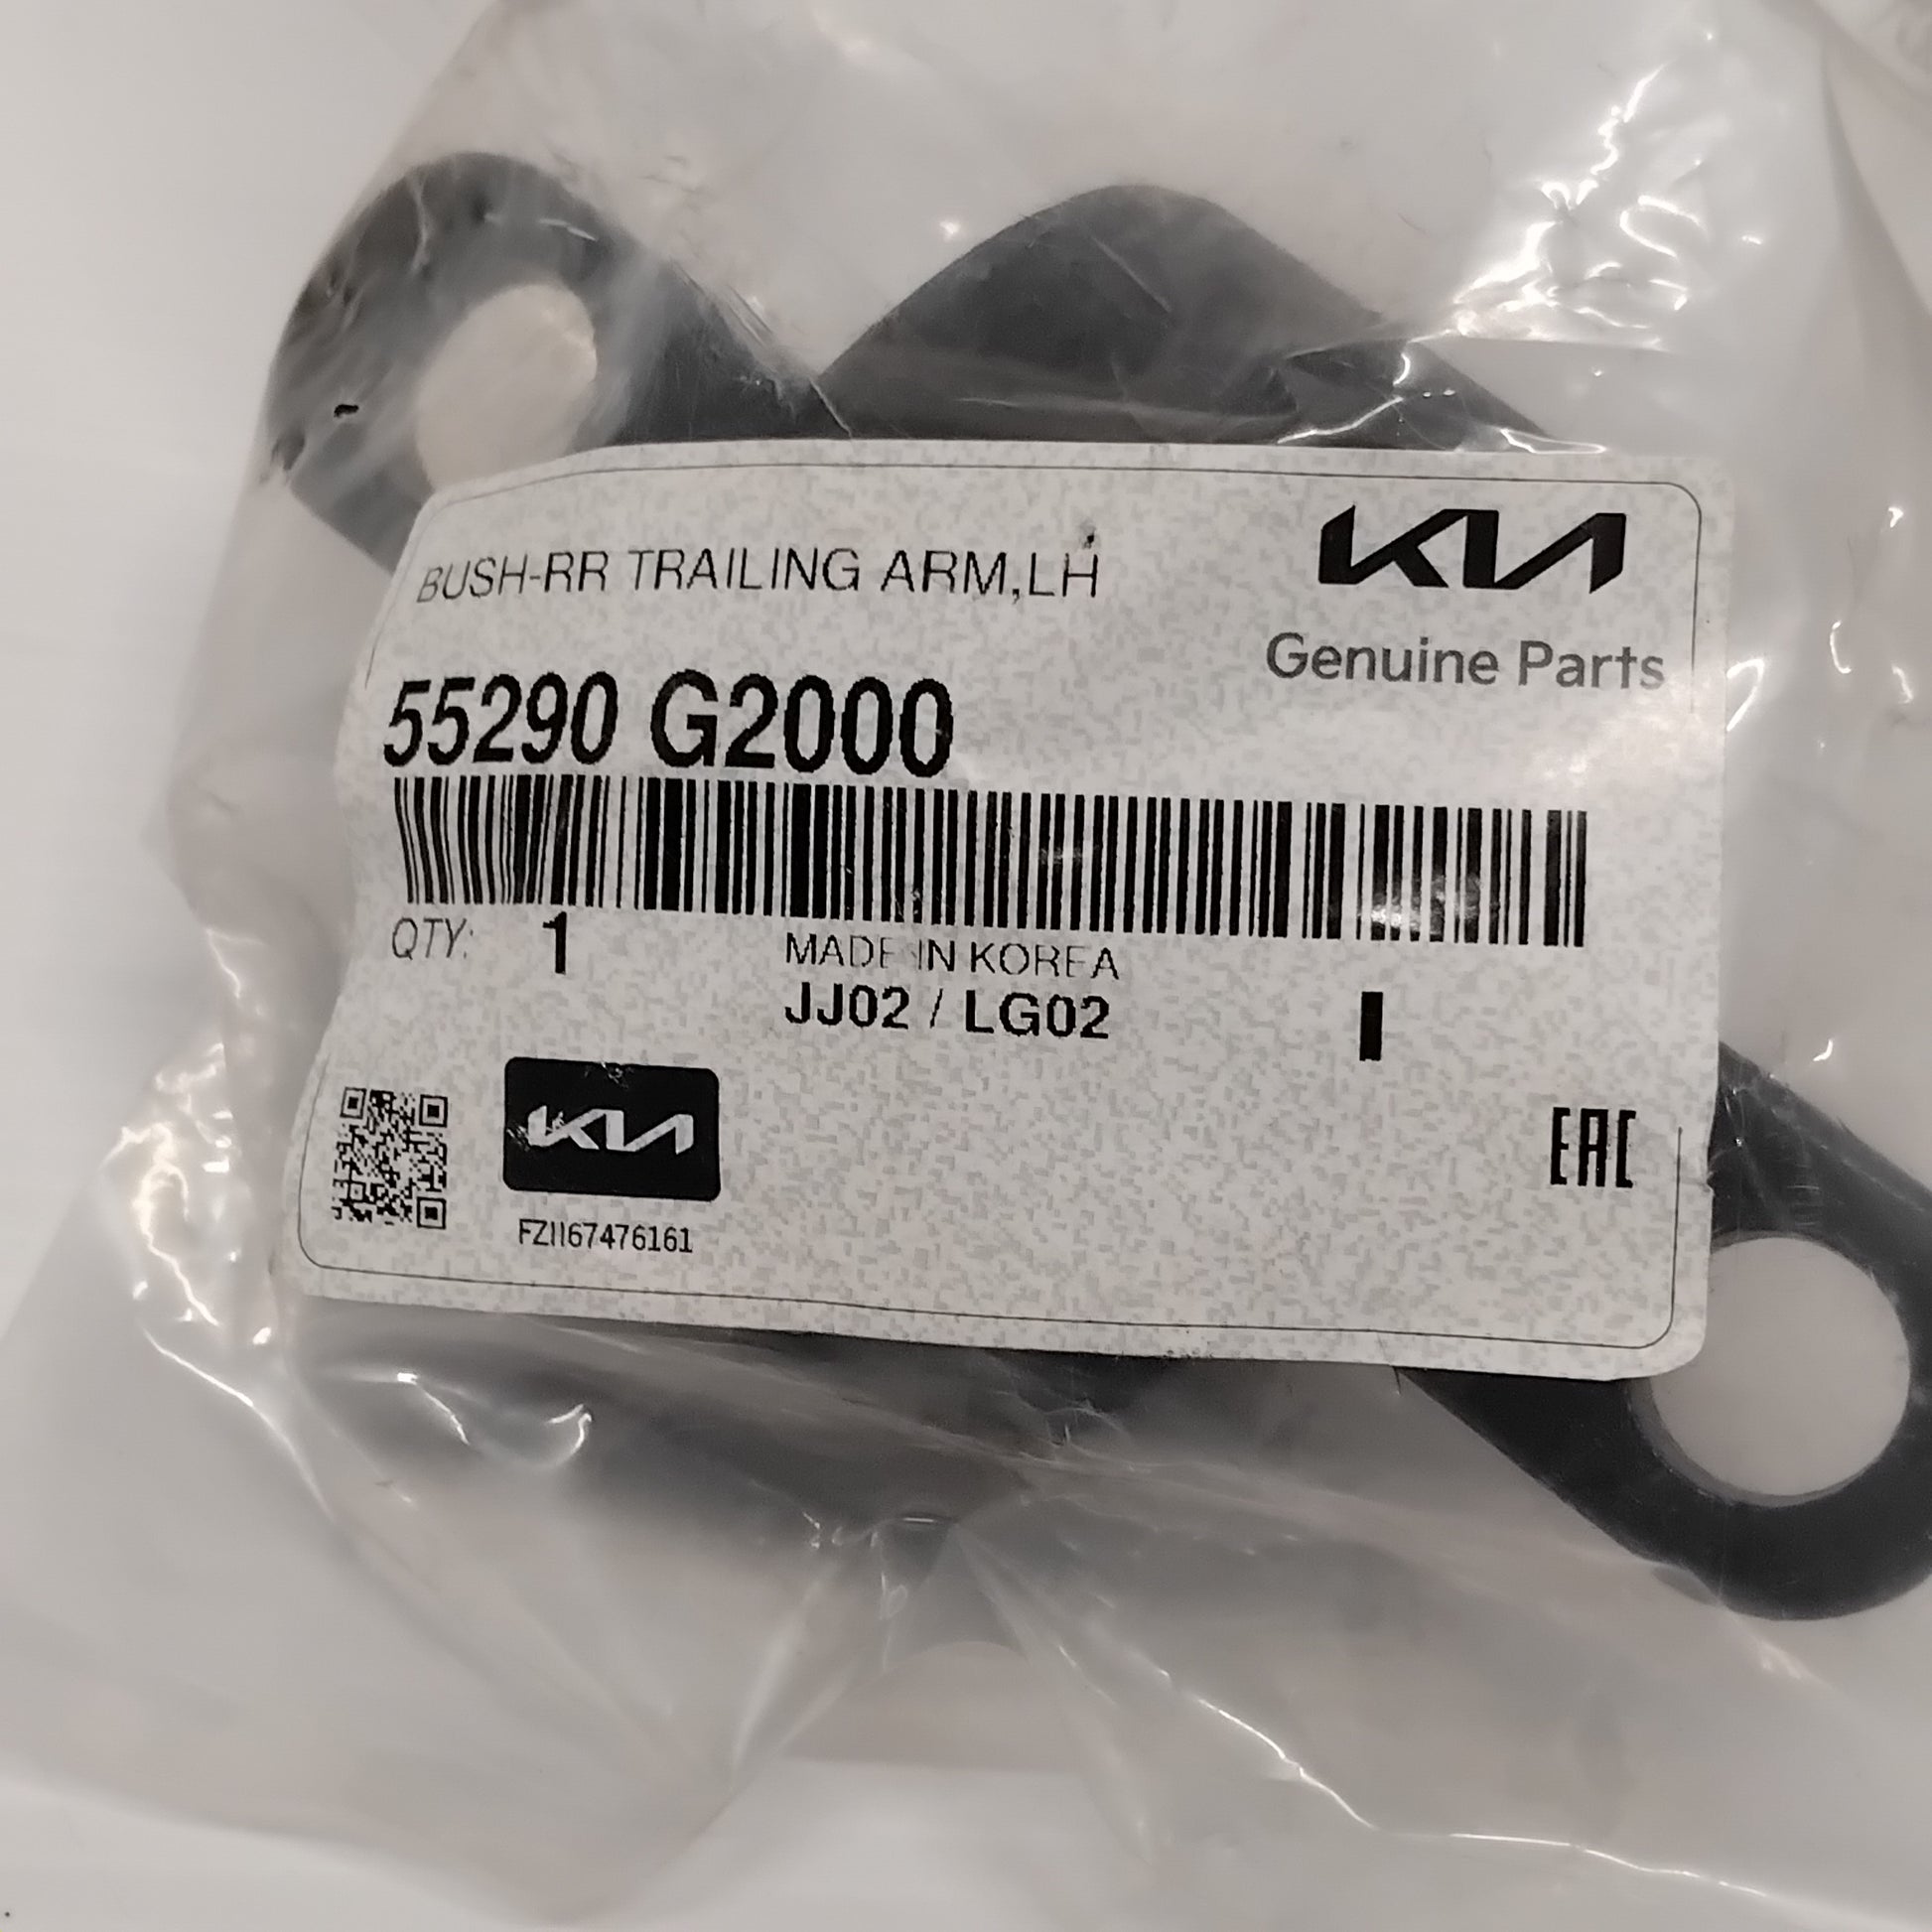 BUSH-RR TRAILING ARM,LH
KIA
Genuine Parts
55290 G2000
QTY: 1
MADE IN KOREA
JJ02 / LG02
I
KIA
EAC
FZII67476161